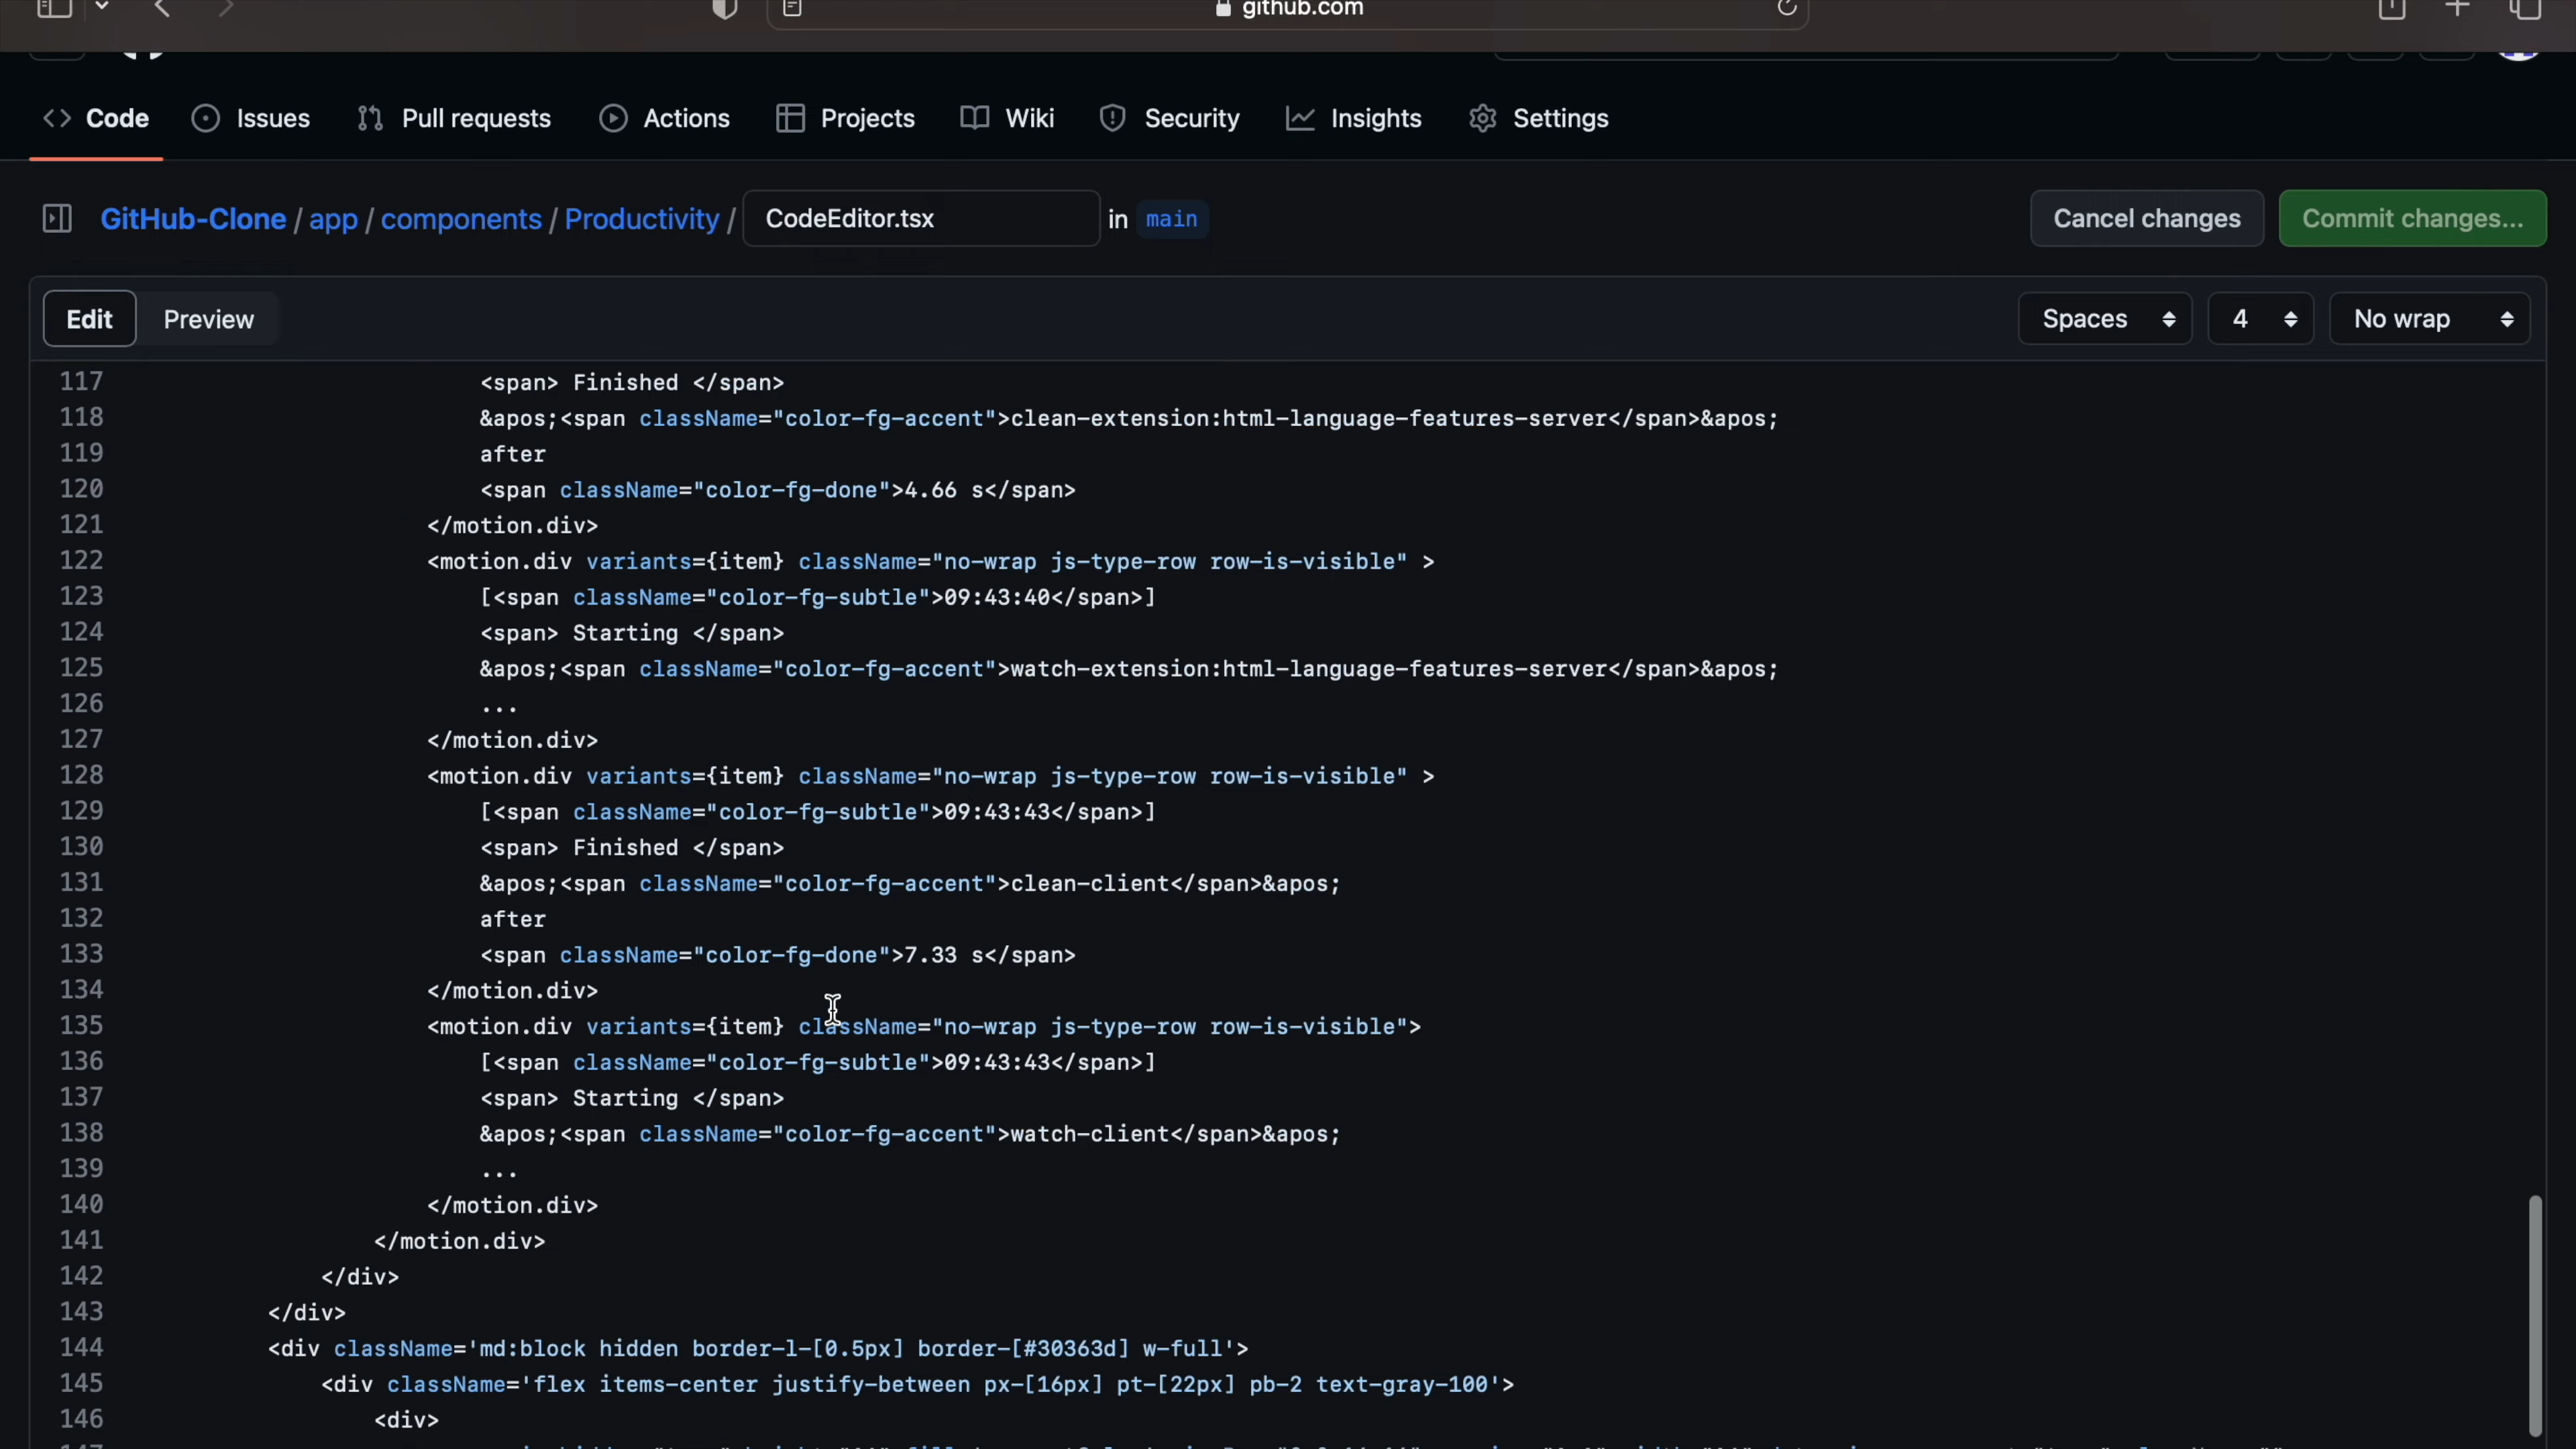 github.com
Code Issues Pull requests Actions Projects Wiki Security Insights Settings
GitHub-Clone / app / components / Productivity / CodeEditor.tsx in main Cancel changes Commit changes...
Edit Preview Spaces 4 No wrap
117 <span> Finished </span>
118 &apos;<span className="color-fg-accent">clean-extension:html-language-features-server</span>&apos;
119 after
120 <span className="color-fg-done">4.66 s</span>
121 </motion.div>
122 <motion.div variants={item} className="no-wrap js-type-row row-is-visible" >
123 [<span className="color-fg-subtle">09:43:40</span>]
124 <span> Starting </span>
125 &apos;<span className="color-fg-accent">watch-extension:html-language-features-server</span>&apos;
126 ...
127 </motion.div>
128 <motion.div variants={item} className="no-wrap js-type-row row-is-visible" >
129 [<span className="color-fg-subtle">09:43:43</span>]
130 <span> Finished </span>
131 &apos;<span className="color-fg-accent">clean-client</span>&apos;
132 after
133 <span className="color-fg-done">7.33 s</span>
134 </motion.div>
135 <motion.div variants={item} className="no-wrap js-type-row row-is-visible">
136 [<span className="color-fg-subtle">09:43:43</span>]
137 <span> Starting </span>
138 &apos;<span className="color-fg-accent">watch-client</span>&apos;
139 ...
140 </motion.div>
141 </motion.div>
142 </div>
143 </div>
144 <div className='md:block hidden border-l-[0.5px] border-[#30363d] w-full'>
145 <div className='flex items-center justify-between px-[16px] pt-[22px] pb-2 text-gray-100'>
146 <div>